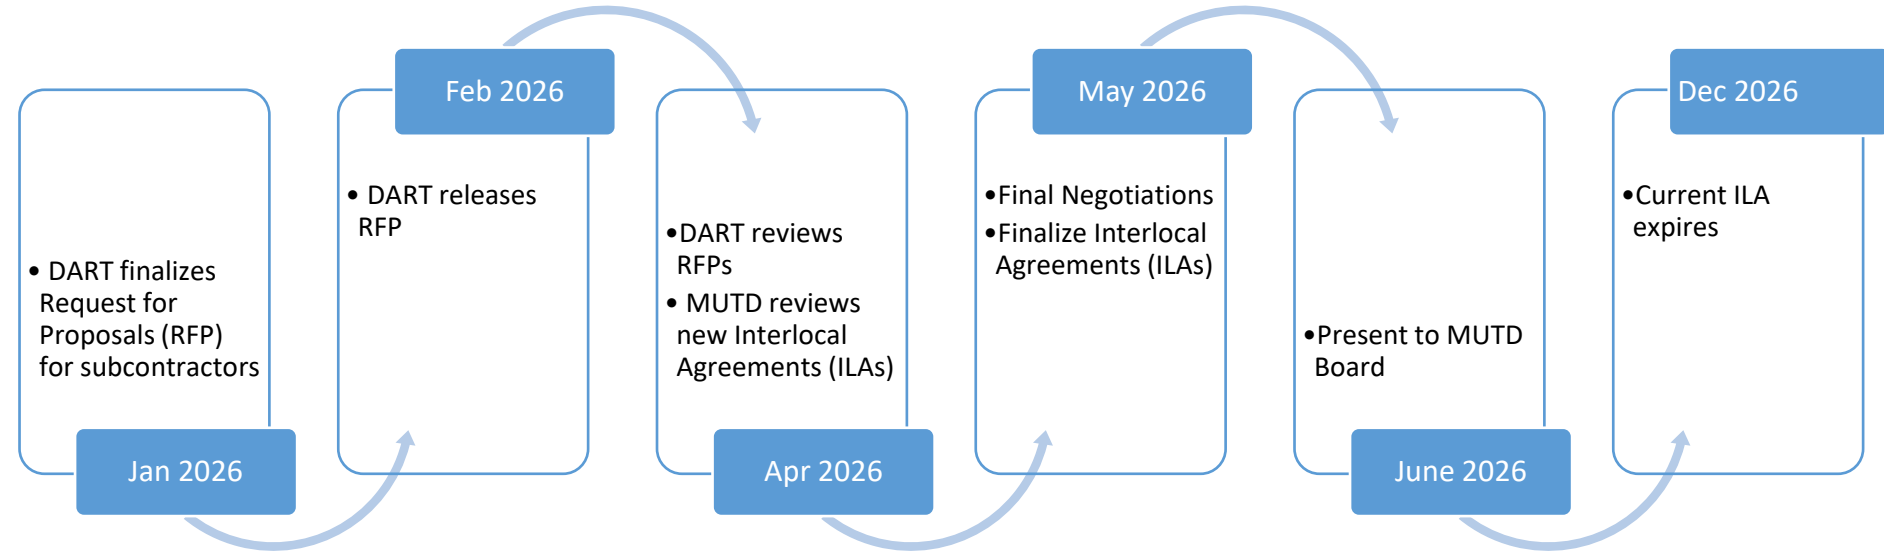 • DART finalizes
Request for
Proposals (RFP)
for subcontractors
Jan 2026
Feb 2026
• DART releases
RFP
•DART reviews
RFPs
• MUTD reviews
new Interlocal
Agreements (ILAs)
Apr 2026
May 2026
•Final Negotiations
•Finalize Interlocal
Agreements (ILAs)
•Present to MUTD
Board
June 2026
Dec 2026
•Current ILA
expires